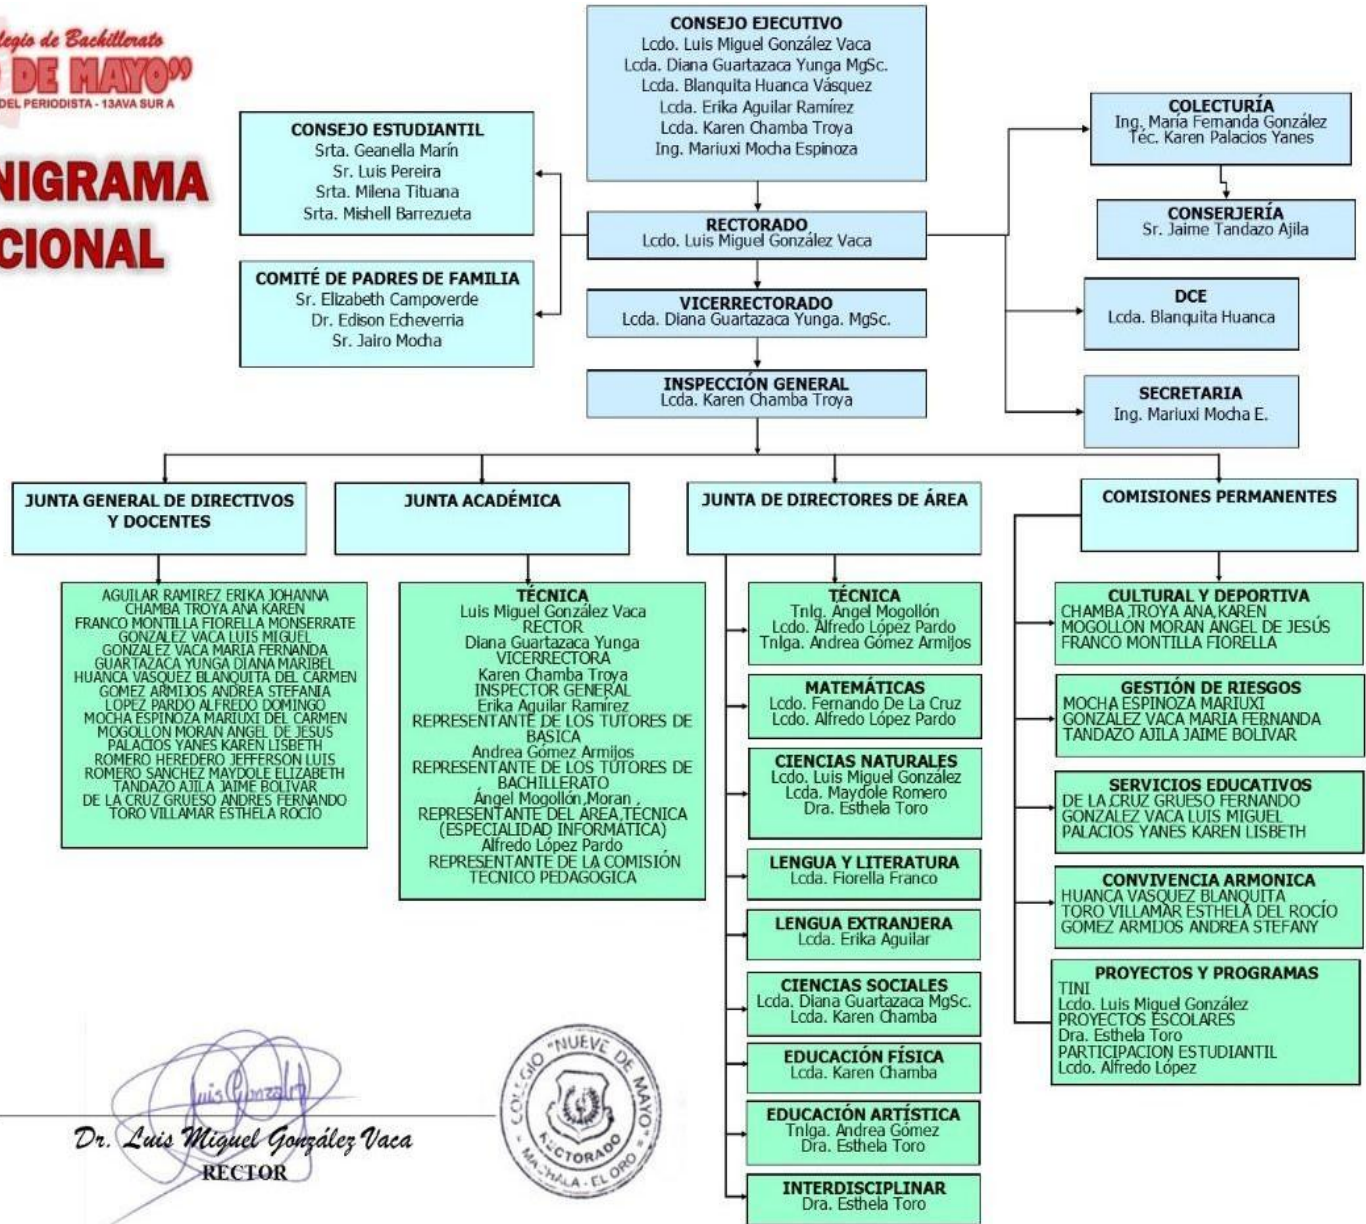 legio de Bachillerato
DE MAYO”
DEL PERIODISTA - 13AVA SUR A
NIGRAMA
CIONAL
CONSEJO EJECUTIVO
Lcdo. Luis Miguel González Vaca
Lcda. Diana Guartazaca Yunga MgSc.
Lcda. Blanquita Huanca Vásquez
Lcda. Erika Aguilar Ramírez
Lcda. Karen Chamba Troya
Ing. Mariuxi Mocha Espinoza
CONSEJO ESTUDIANTIL
Srta. Geanella Marín
Sr. Luis Pereira
Srta. Milena Tituana
Srta. Mishell Barrezueta
COMITÉ DE PADRES DE FAMILIA
Sr. Elizabeth Campoverde
Dr. Edison Echeverria
Sr. Jairo Mocha
RECTORADO
Lcdo. Luis Miguel González Vaca
VICERRECTORADO
Lcda. Diana Guartazaca Yunga. MgSc.
INSPECCIÓN GENERAL
Lcda. Karen Chamba Troya
COLECTURÍA
Ing. María Fernanda González
Téc. Karen Palacios Yanes
CONSERJERÍA
Sr. Jaime Tandazo Ajila
DCE
Lcda. Blanquita Huanca
SECRETARIA
Ing. Mariuxi Mocha E.
JUNTA GENERAL DE DIRECTIVOS
Y DOCENTES
AGUILAR RAMIREZ ERIKA JOHANNA
CHAMBA TROYA ANA KAREN
FRANCO MONTILLA FIORELLA MONSERRATE
GONZALEZ VACA LUIS MIGUEL
GONZALEZ VACA MARIA FERNANDA
GUARTAZACA YUNGA DIANA MARIBEL
HUANCA VASQUEZ BLANQUITA DEL CARMEN
GOMEZ ARMIJOS ANDREA STEFANIA
LOPEZ PARDO ALFREDO DOMINGO
MOCHA ESPINOZA MARIUXI DEL CARMEN
MOGOLLON MORAN ANGEL DE JESUS
PALACIOS YANES KAREN LISBETH
ROMERO HEREDERO JEFFERSON LUIS
ROMERO SANCHEZ MAYDOLE ELIZABETH
TANDAZO AJILA JAIME BOLIVAR
DE LA CRUZ GRUESO ANDRES FERNANDO
TORO VILLAMAR ESTHELA ROCIO
JUNTA ACADÉMICA
TÉCNICA
Luis Miguel González Vaca
RECTOR
Diana Guartazaca Yunga
VICERRECTORA
Karen Chamba Troya
INSPECTOR GENERAL
Erika Aguilar Ramírez
REPRESENTANTE DE LOS TUTORES DE
BÁSICA
Andrea Gómez Armijos
REPRESENTANTE DE LOS TUTORES DE
BACHILLERATO
Ángel Mogollón Moran ,
REPRESENTANTE DEL ÁREA TÉCNICA
(ESPECIALIDAD INFORMÁTICA)
Alfredo López Pardo
REPRESENTANTE DE LA COMISIÓN
TÉCNICO PEDAGÓGICA
JUNTA DE DIRECTORES DE ÁREA
TÉCNICA
Tnlg. Ángel Mogollón
Lcdo. Alfredo López Pardo
Tnlga. Andrea Gómez Armijos
MATEMÁTICAS
Lcdo. Fernando De La Cruz
Lcdo. Alfredo López Pardo
CIENCIAS NATURALES
Lcdo. Luis Miguel González
Lcda. Maydole Romero
Dra. Esthela Toro
LENGUA Y LITERATURA
Lcda. Fiorella Franco
LENGUA EXTRANJERA
Lcda. Erika Aguilar
CIENCIAS SOCIALES
Lcda. Diana Guartazaca MgSc.
Lcda. Karen Chamba
EDUCACIÓN FÍSICA
Lcda. Karen Chamba
EDUCACIÓN ARTÍSTICA
Tnlga. Andrea Gómez
Dra. Esthela Toro
INTERDISCIPLINAR
Dra. Esthela Toro
COMISIONES PERMANENTES
CULTURAL Y DEPORTIVA
CHAMBA TROYA ANA KAREN
MOGOLLON MORAN ANGEL DE JESÚS
FRANCO MONTILLA FIORELLA
GESTIÓN DE RIESGOS
MOCHA ESPINOZA MARIUXI
GONZALEZ VACA MARIA FERNANDA
TANDAZO AJILA JAIME BOLIVAR
SERVICIOS EDUCATIVOS
DE LA CRUZ GRUESO FERNANDO
GONZALEZ VACA LUIS MIGUEL
PALACIOS YANES KAREN LISBETH
CONVIVENCIA ARMONICA
HUANCA VASQUEZ BLANQUITA
TORO VILLAMAR ESTHELA DEL ROCÍO
GOMEZ ARMIJOS ANDREA STEFANY
PROYECTOS Y PROGRAMAS
TINI
Lcdo. Luis Miguel González
PROYECTOS ESCOLARES
Dra. Esthela Toro
PARTICIPACION ESTUDIANTIL
Lcdo. Alfredo López
Luis Gonzalez
Dr. Luis Miguel González Vaca
RECTOR
COLEGIO "NUEVE DE MAYO"
RECTORADO
MACHALA - EL ORO